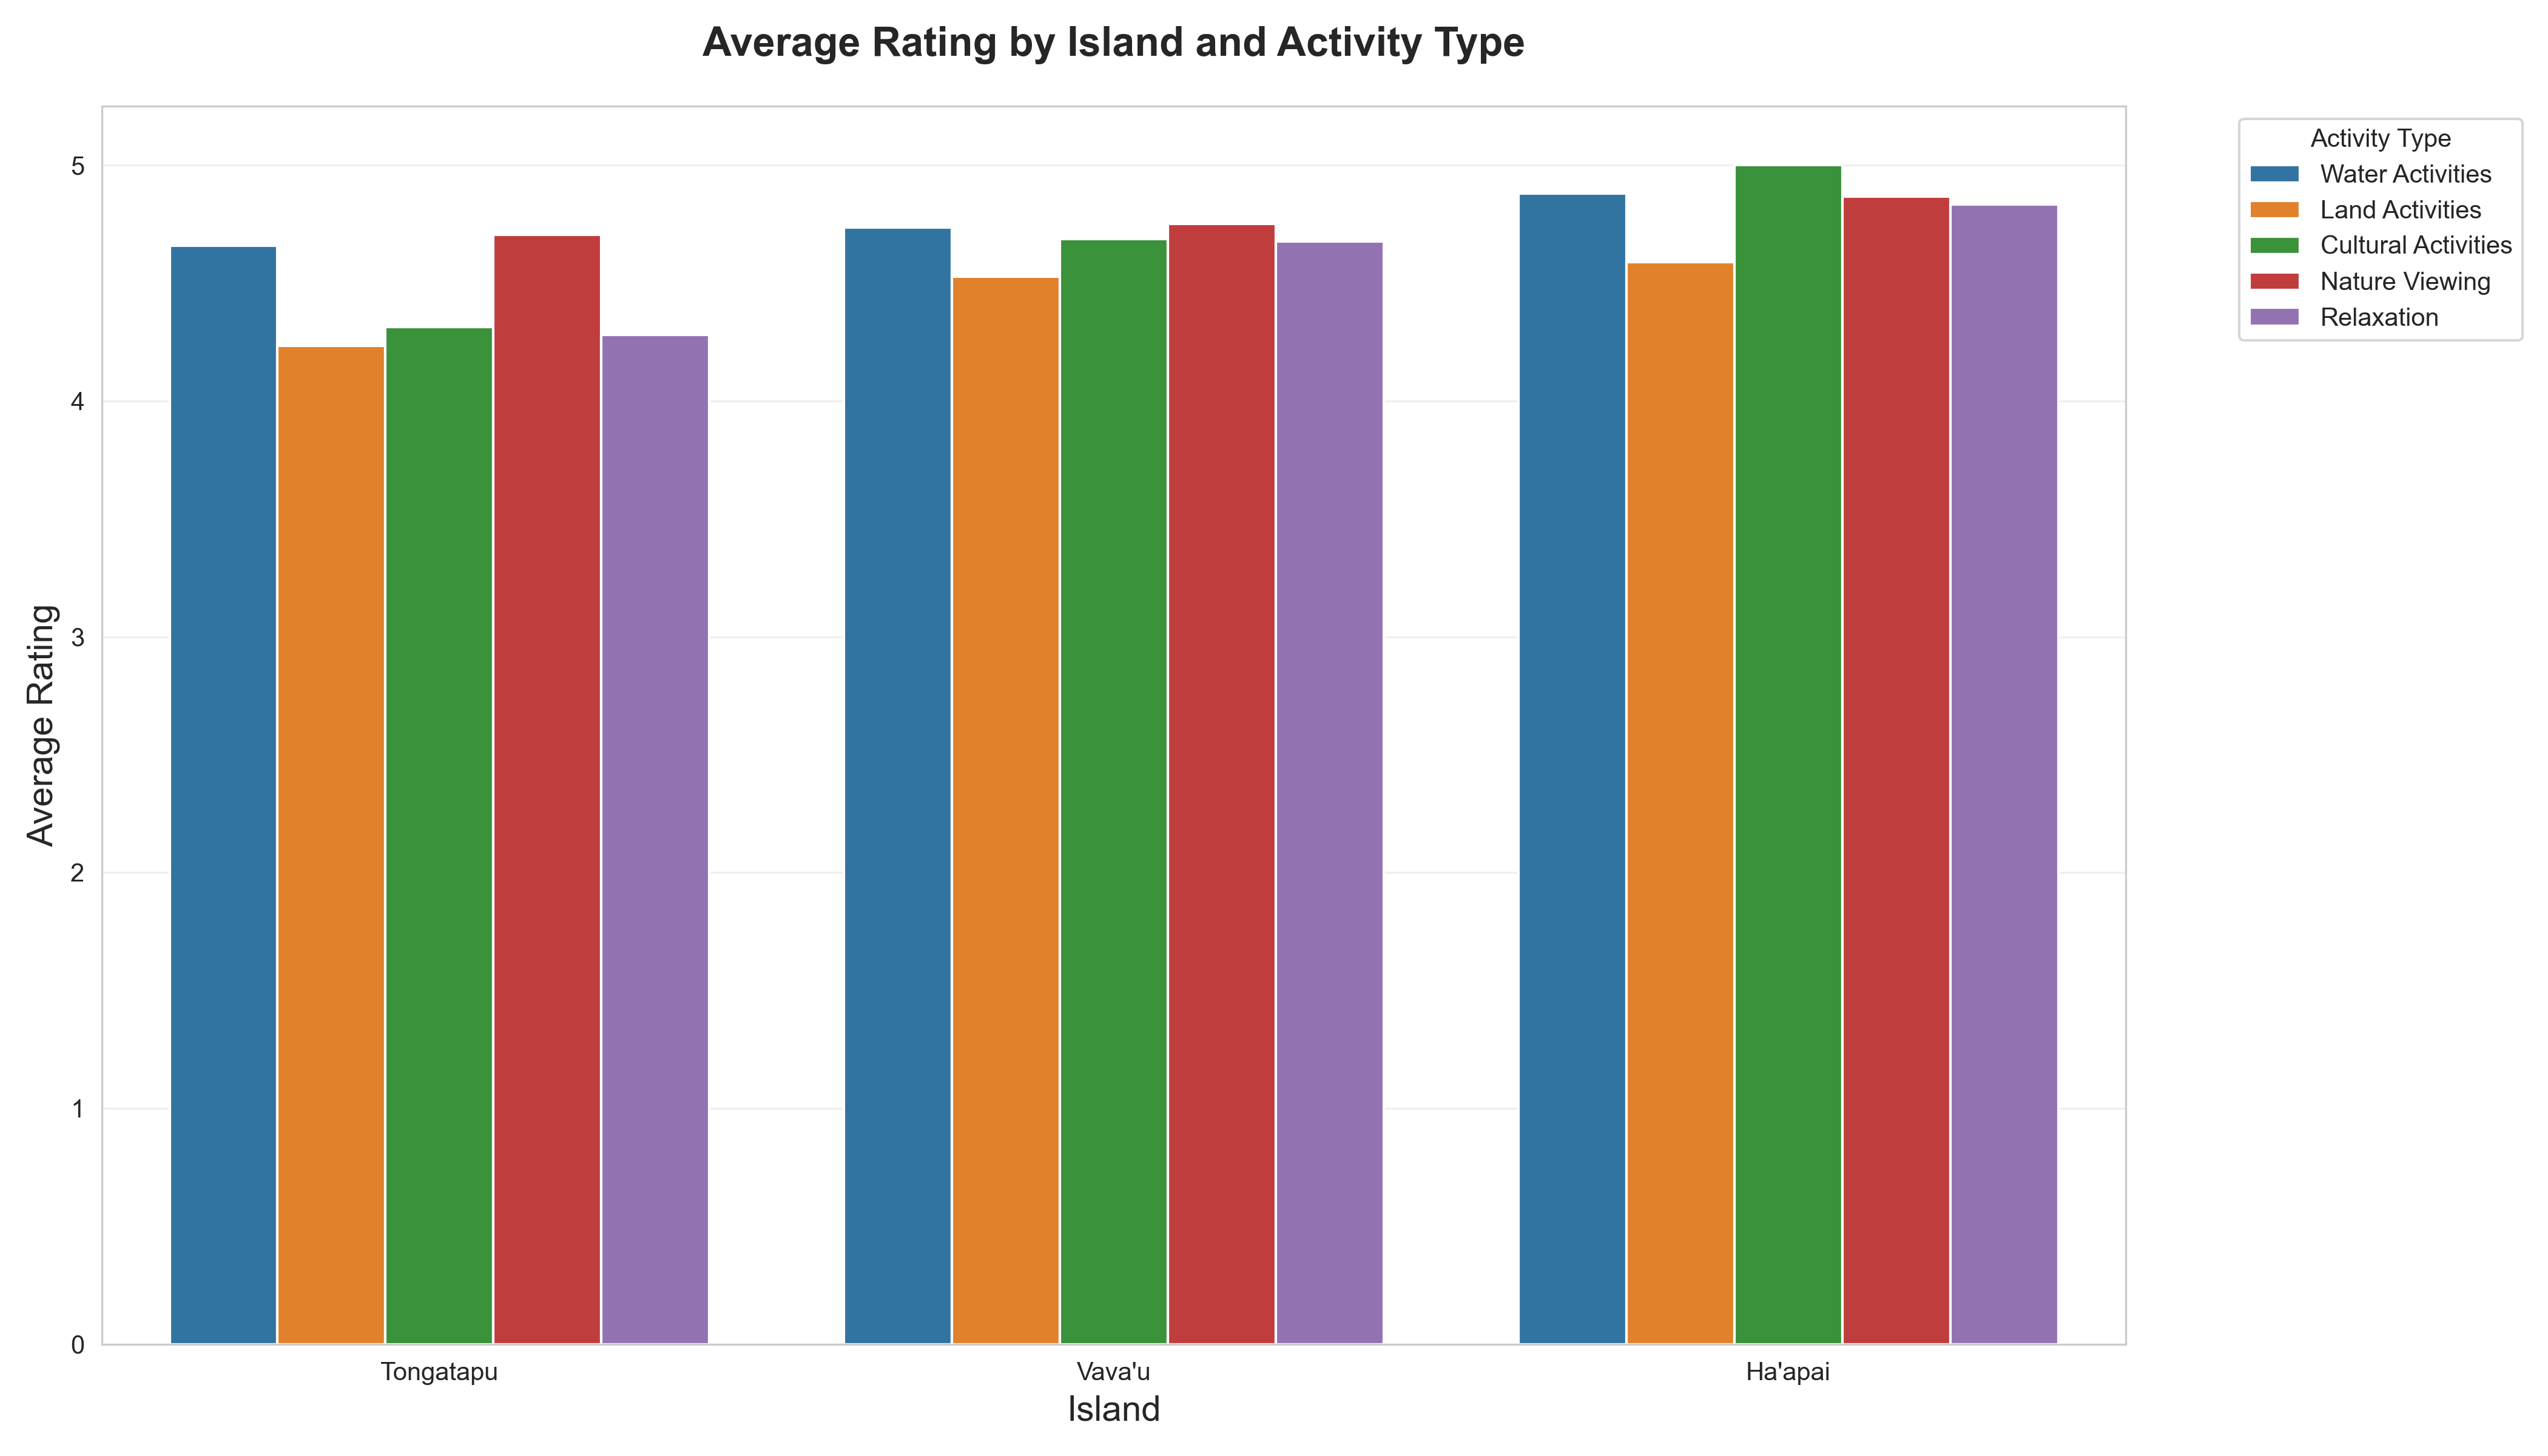 Average Rating by Island and Activity Type
Average Rating
5
4
3
2
1
0
Tongatapu
Vava'u
Ha'apai
Island
Activity Type
Water Activities
Land Activities
Cultural Activities
Nature Viewing
Relaxation